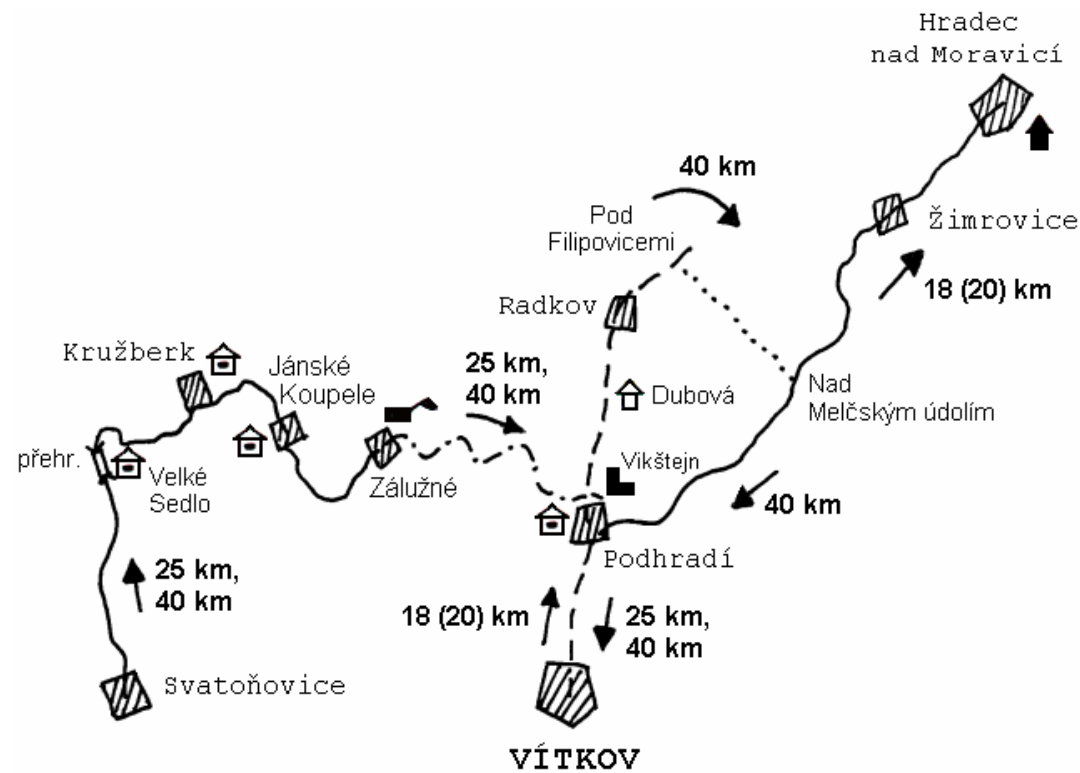 Hradec
nad Moravicí
40 km
Pod
Filipovicemi
Žimrovice
18 (20) km
Radkov
Kružberk
Jánské
Koupele
25 km,
40 km
Dubová
Nad
Melčským údolím
přehr.
Velké
Sedlo
Zálužné
Vikštejn
40 km
Podhradí
25 km,
40 km
18 (20) km
25 km,
40 km
Svatoňovice
VÍTKOV